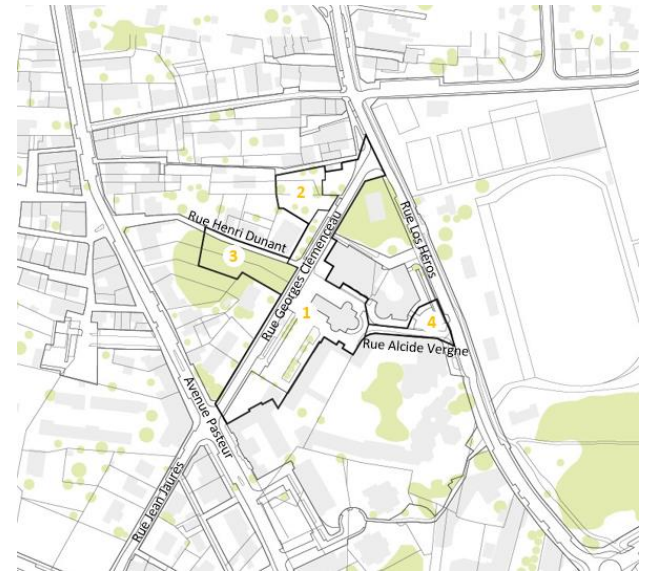 2
Rue Henri Dunant
3
Rue Georges Clémenceau
Rue Los Héros
1
4
Rue Alcide Vergne
Avenue Pasteur
Rue Jean Jaurès